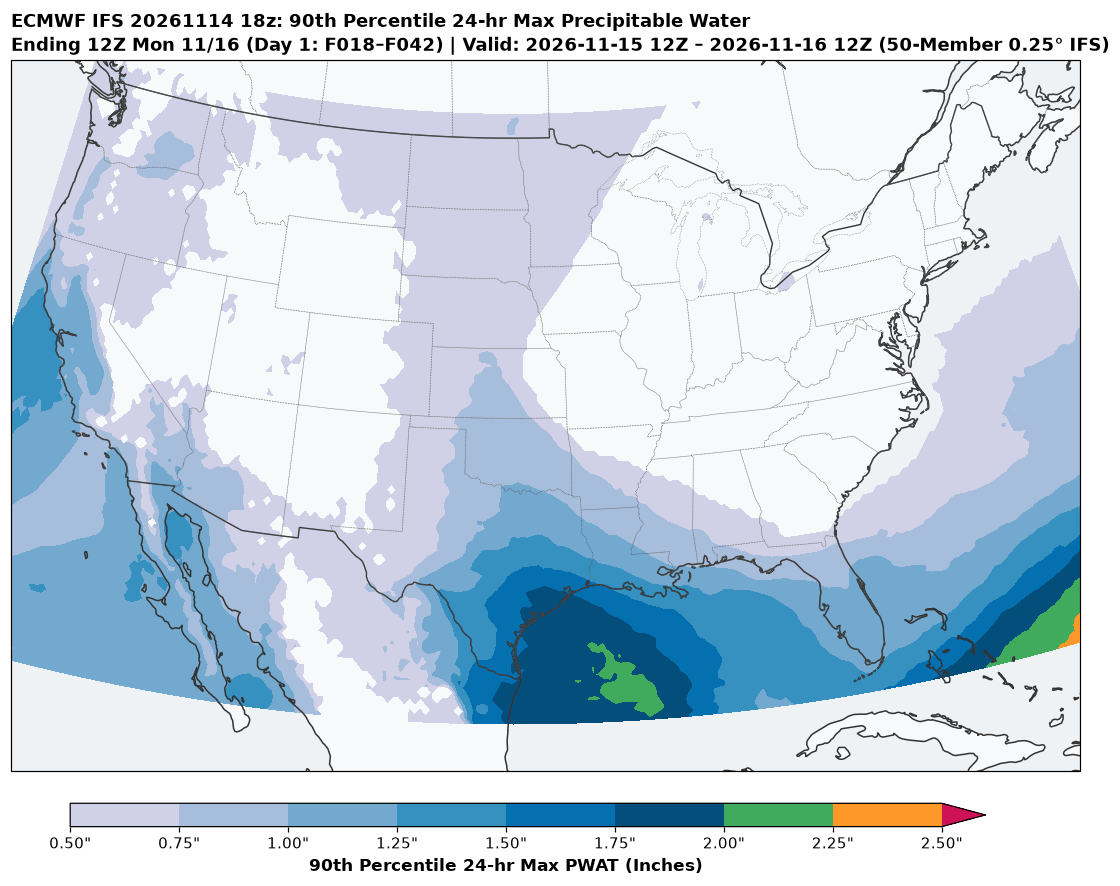 ECMWF IFS 20261114 18z: 90th Percentile 24-hr Max Precipitable Water
Ending 12Z Mon 11/16 (Day 1: F018–F042) | Valid: 2026-11-15 12Z – 2026-11-16 12Z (50-Member 0.25° IFS)
0.50" 0.75" 1.00" 1.25" 1.50" 1.75" 2.00" 2.25" 2.50"
90th Percentile 24-hr Max PWAT (Inches)